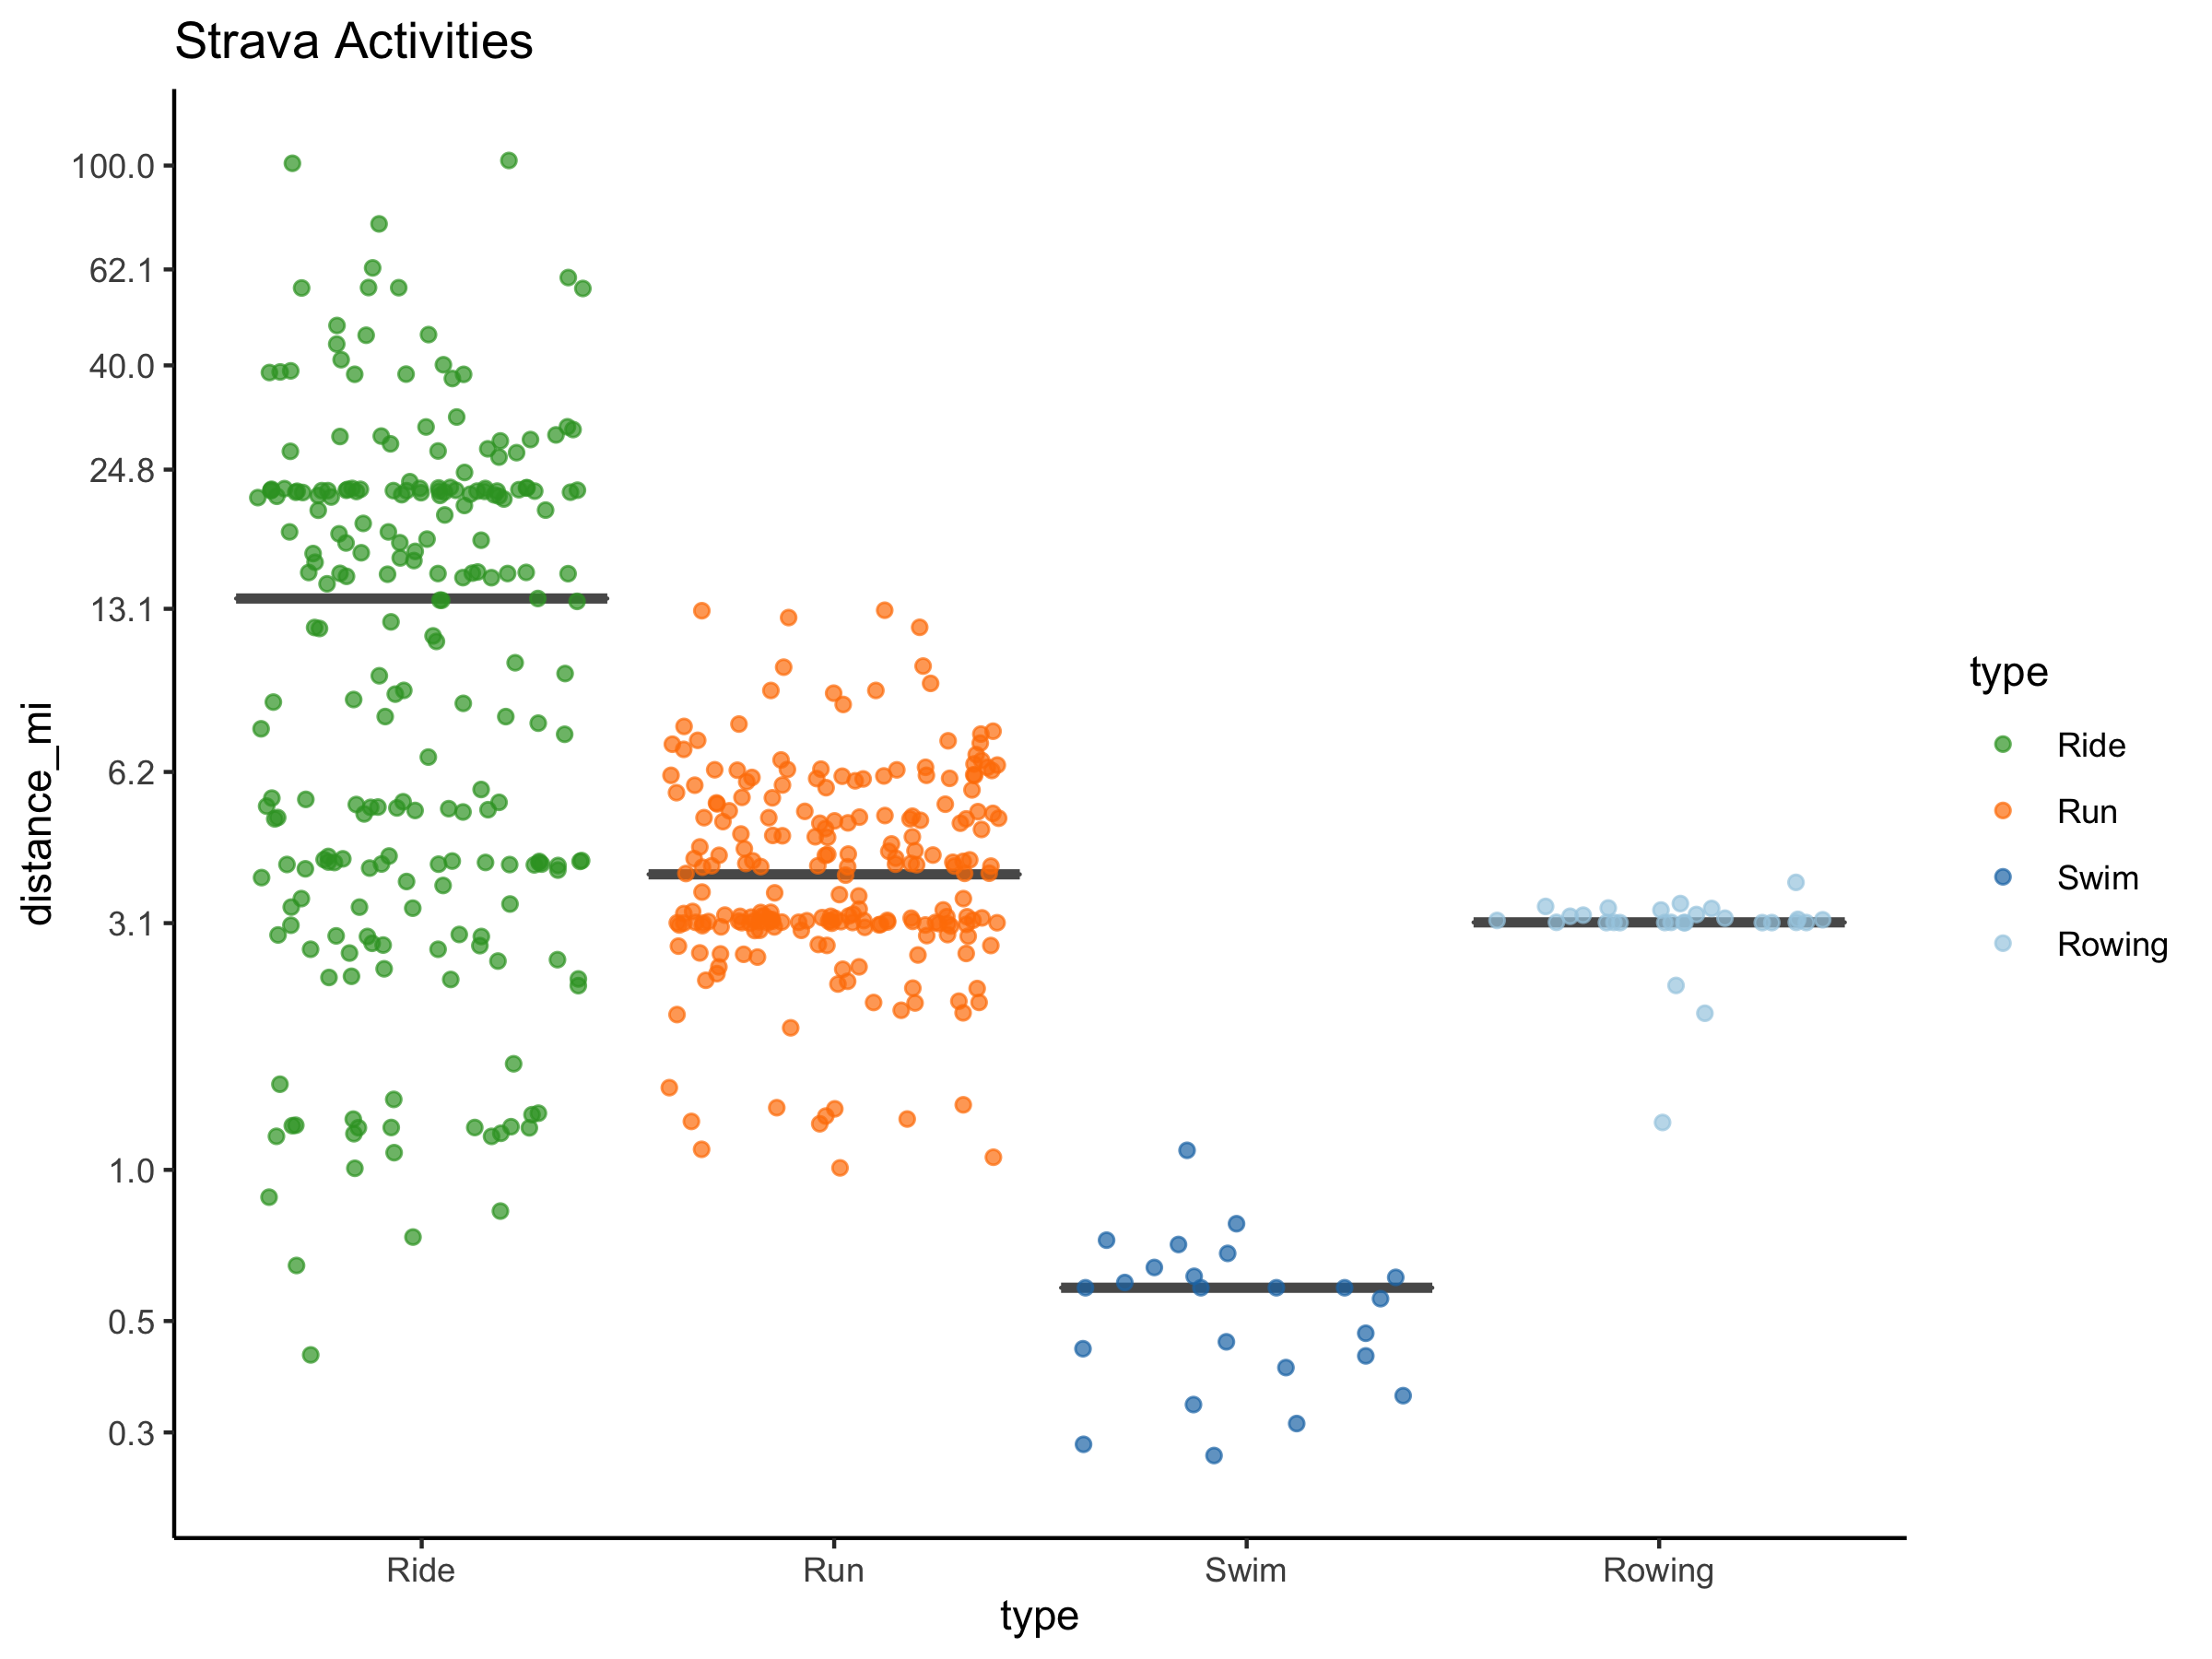 Strava Activities
distance_mi
100.0
62.1
40.0
24.8
13.1
6.2
3.1
1.0
0.5
0.3
Ride
Run
Swim
Rowing
type
type
Ride
Run
Swim
Rowing